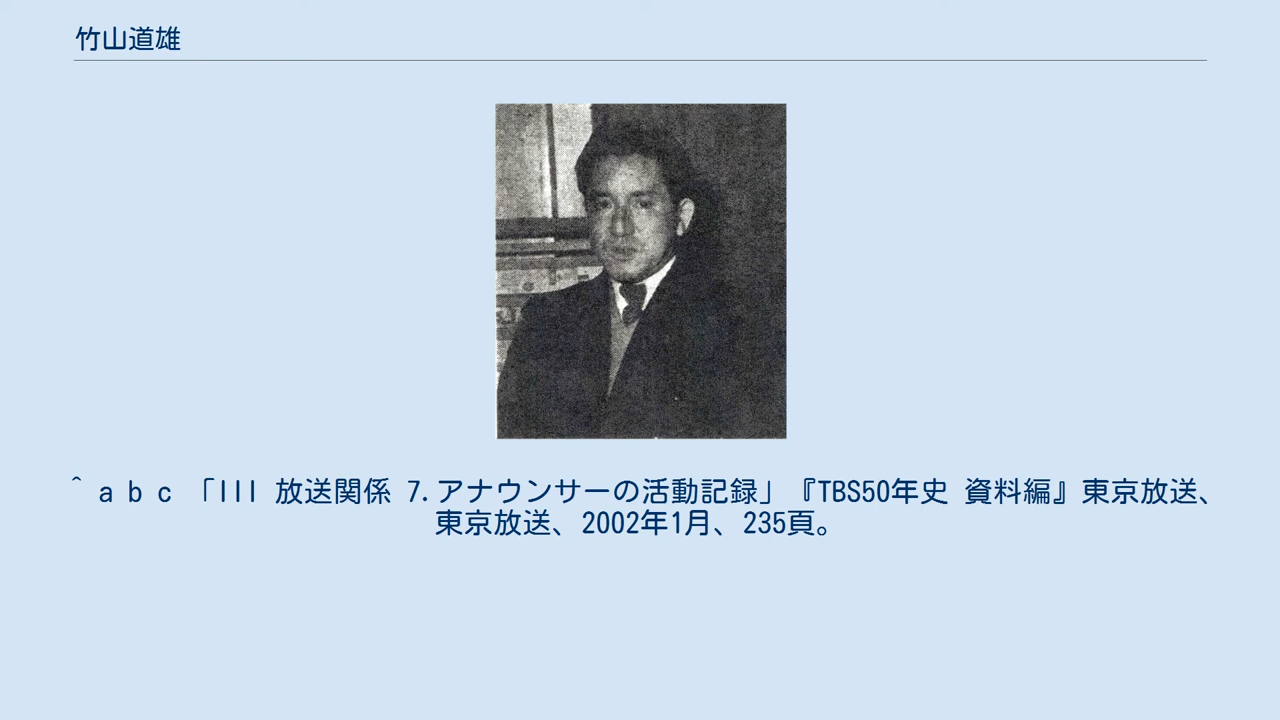 竹山道雄
^ a b c 「III 放送関係 7.アナウンサーの活動記録」『TBS50年史 資料編』東京放送、
東京放送、2002年1月、235頁。